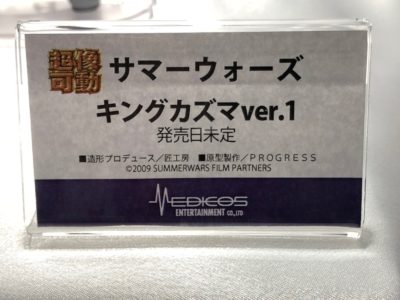 超像可動 サマーウォーズ
キングカズマver.1
発売日未定
■造形プロデュース／匠工房　■原型製作／PROGRESS
©2009 SUMMERWARS FILM PARTNERS
MEDICOS
ENTERTAINMENT CO.,LTD